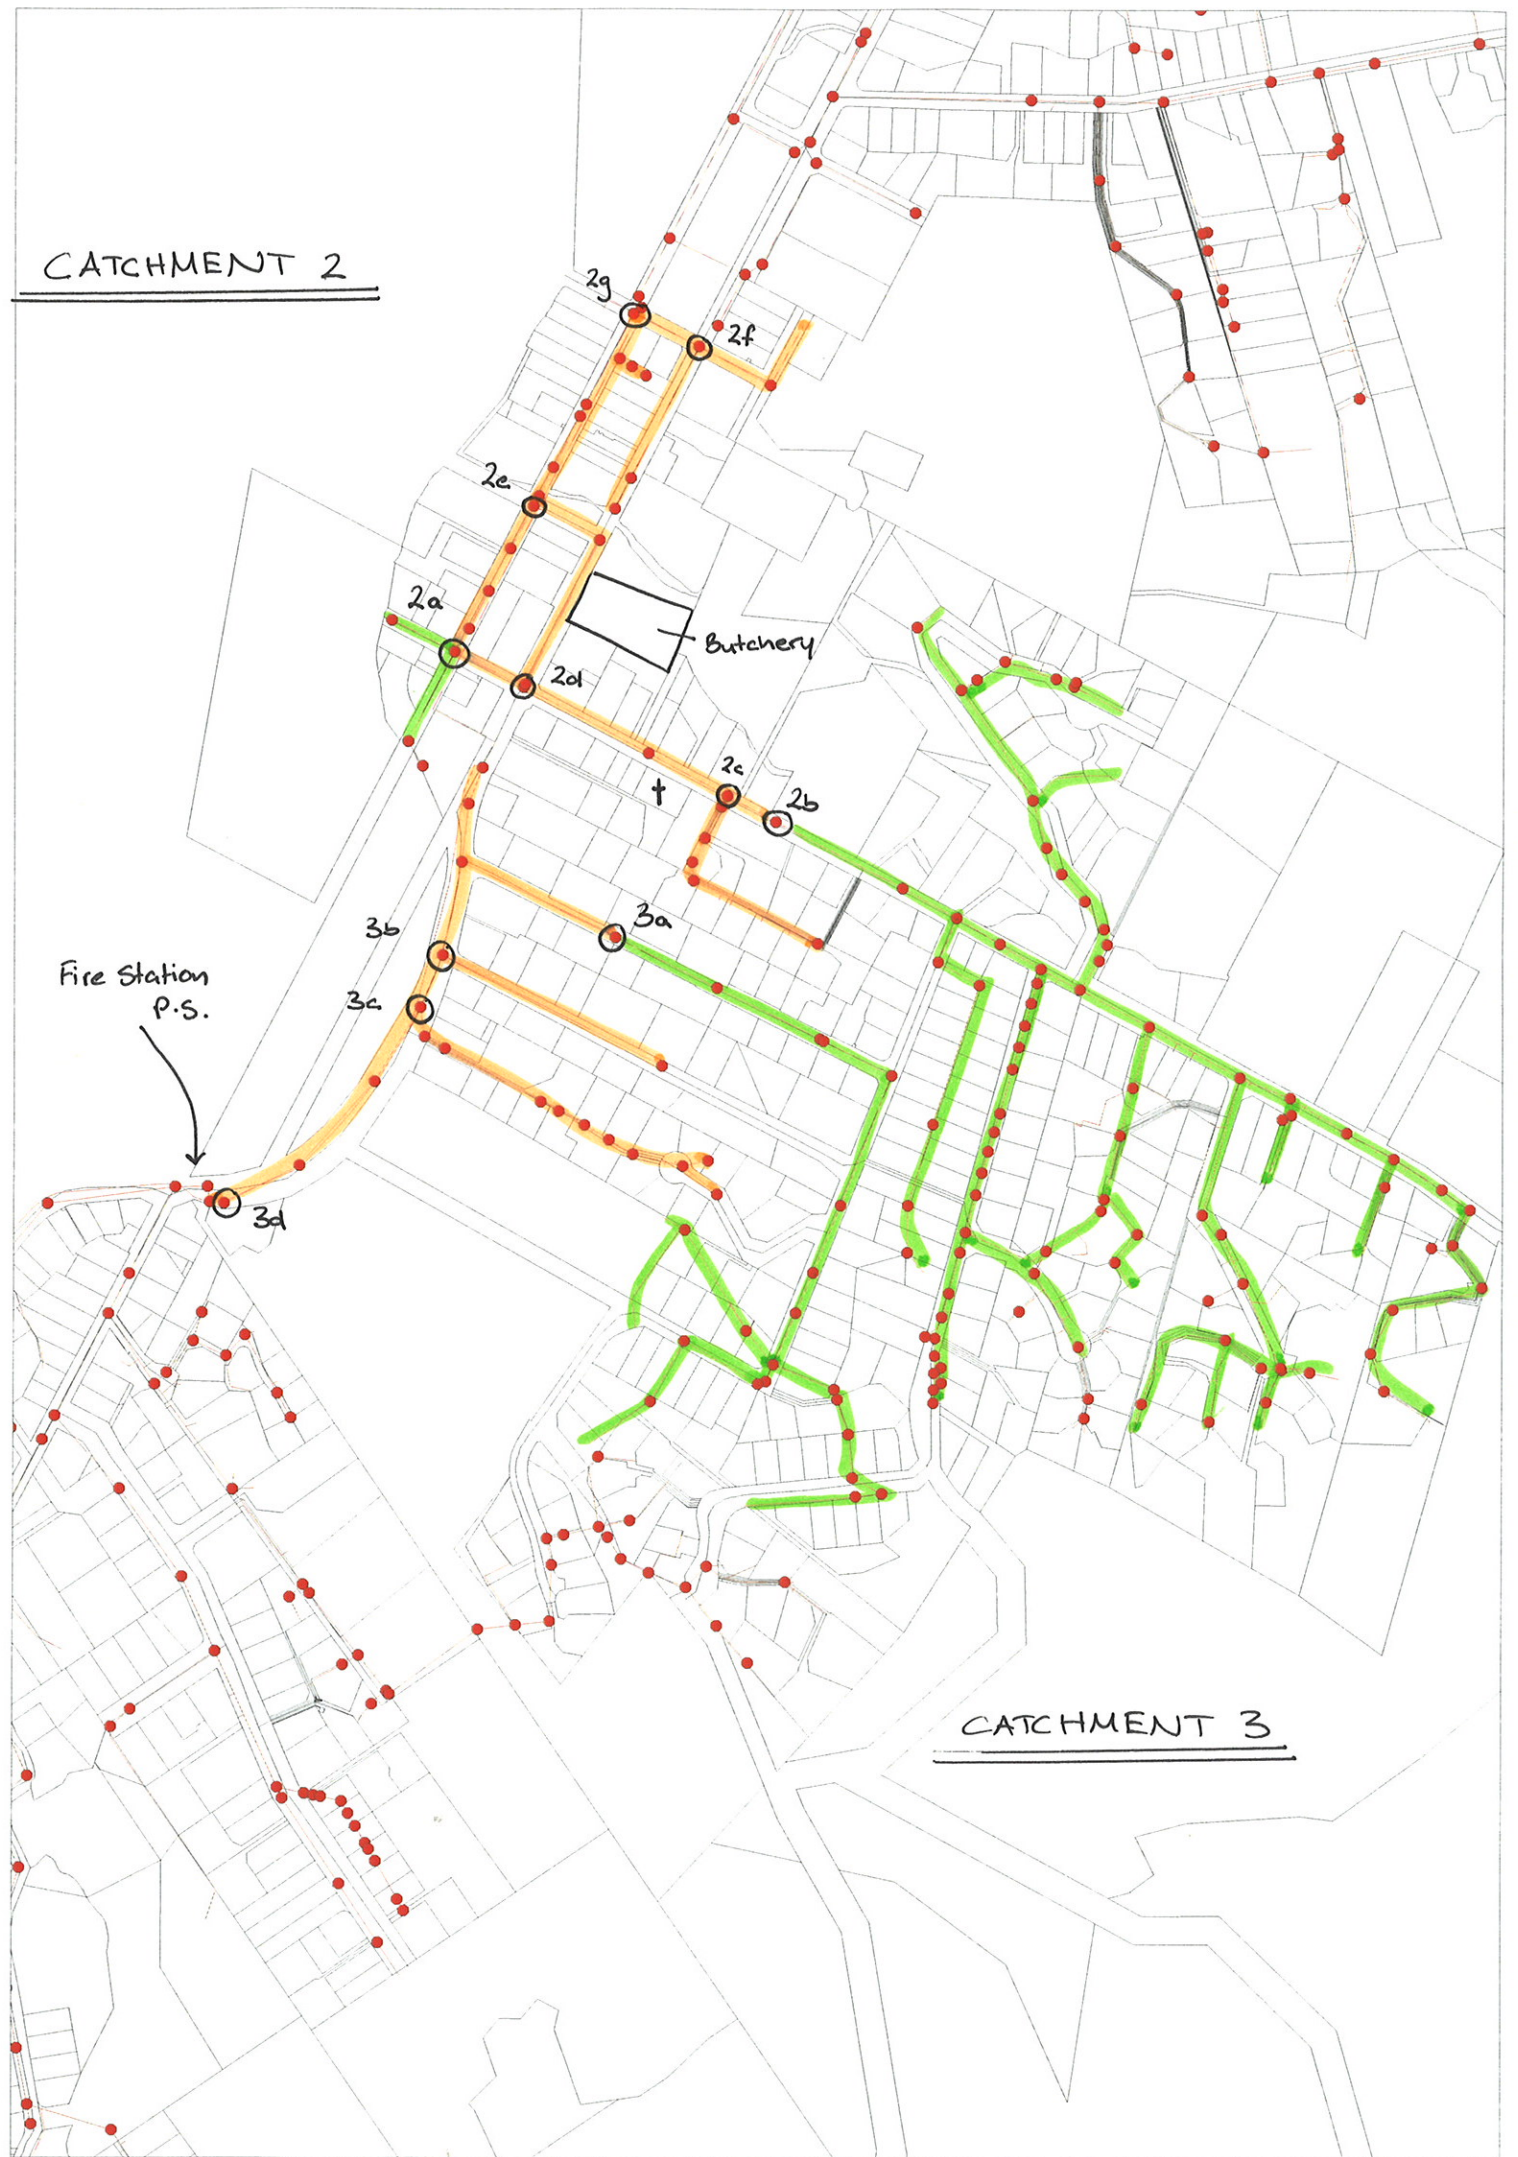 CATCHMENT 2
2g
2f
2e
2a
Butchery
2d
2c
2b
3a
3b
Fire Station
P.S.
3c
3d
CATCHMENT 3